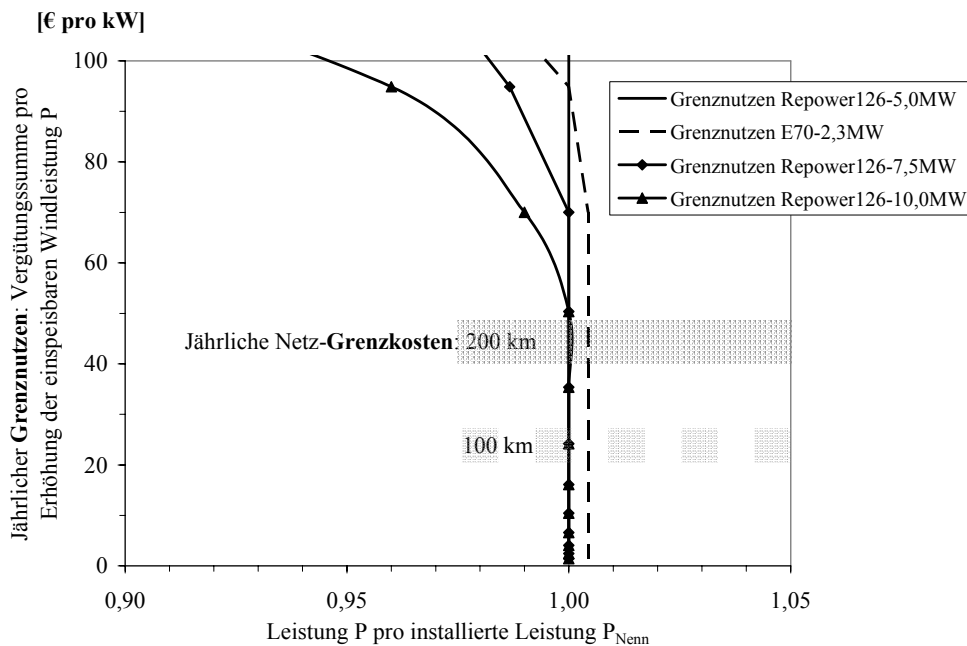 [€ pro kW]
Jährlicher Grenznutzen: Vergütungssumme pro
Erhöhung der einspeisbaren Windleistung P
100
80
60
40
20
0
Grenznutzen Repower126-5,0MW
Grenznutzen E70-2,3MW
Grenznutzen Repower126-7,5MW
Grenznutzen Repower126-10,0MW
Jährliche Netz-Grenzkosten: 200 km
100 km
0,90 0,95 1,00 1,05
Leistung P pro installierte Leistung P_Nenn